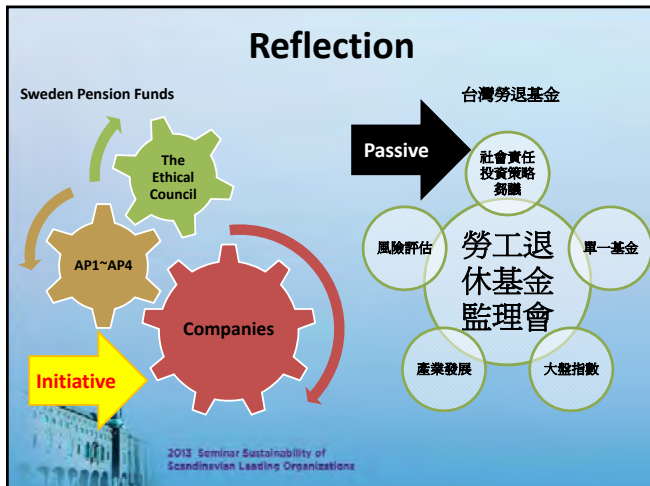 Reflection
Sweden Pension Funds
The
Ethical
Council
AP1~AP4
Companies
Initiative
台灣勞退基金
Passive
社會責任
投資策略
芻議
風險評估
勞工退
休基金
監理會
單一基金
產業發展
大盤指數
2013 Seminar Sustainability of
Scandinavian Leading Organizations